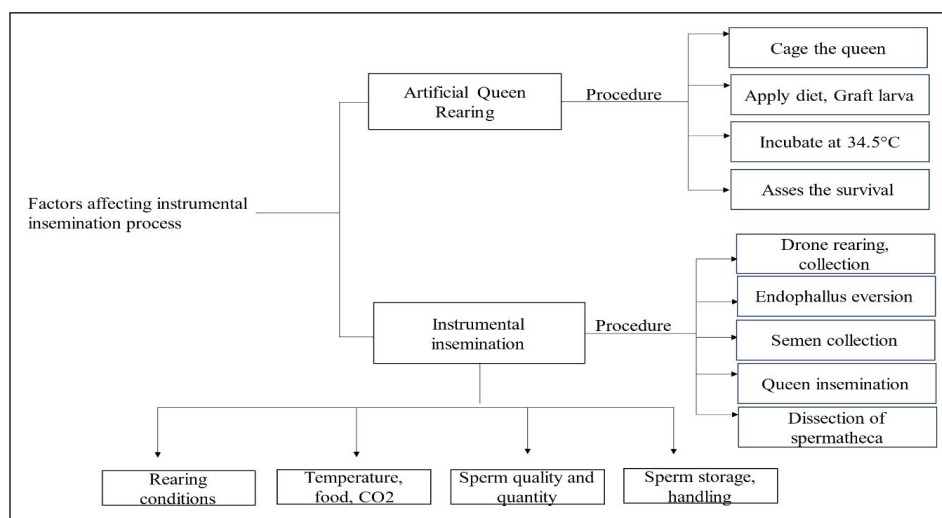 Cage the queen
Artificial Queen
Rearing
Procedure
Apply diet, Graft larva
Incubate at 34.5°C
Asses the survival
Factors affecting instrumental
insemination process
Drone rearing,
collection
Endophallus eversion
Instrumental
insemination
Procedure
Semen collection
Queen insemination
Dissection of
spermatheca
Rearing
conditions
Temperature,
food, CO2
Sperm quality and
quantity
Sperm storage,
handling